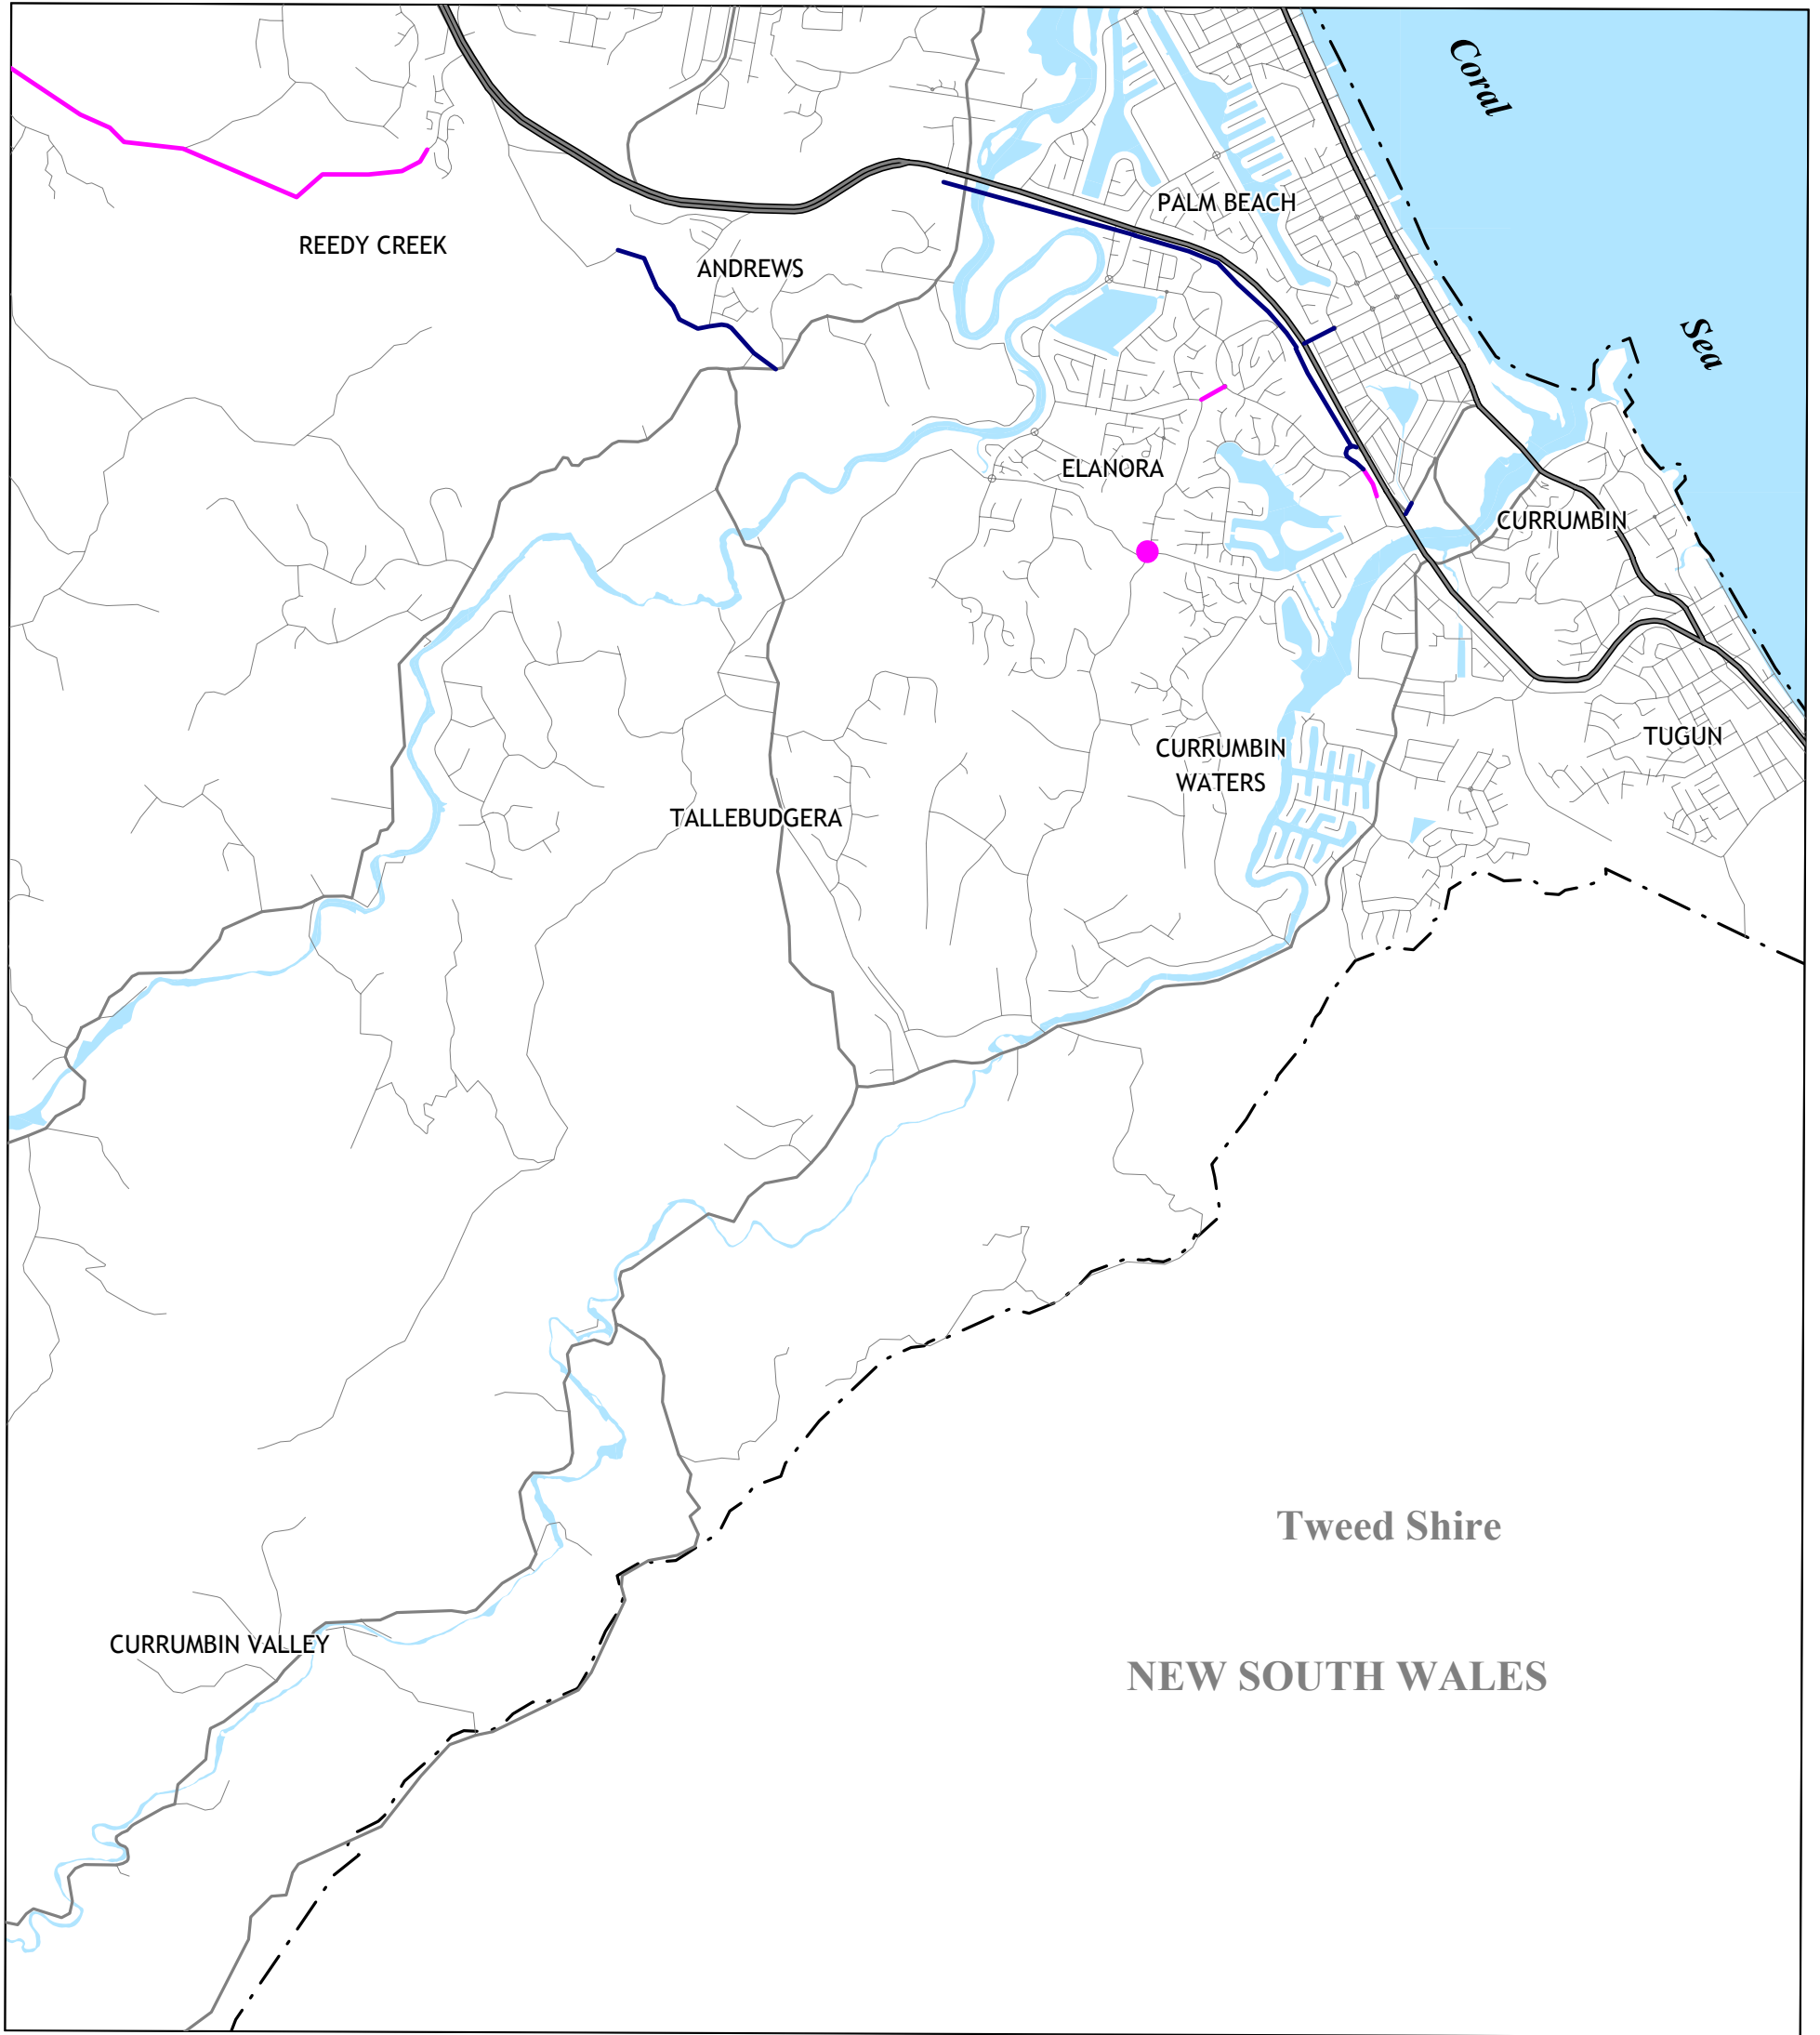 Coral
Sea
PALM BEACH
REEDY CREEK
ANDREWS
ELANORA
CURRUMBIN
TUGUN
CURRUMBIN
WATERS
TALLEBUDGERA
Tweed Shire
CURRUMBIN VALLEY
NEW SOUTH WALES